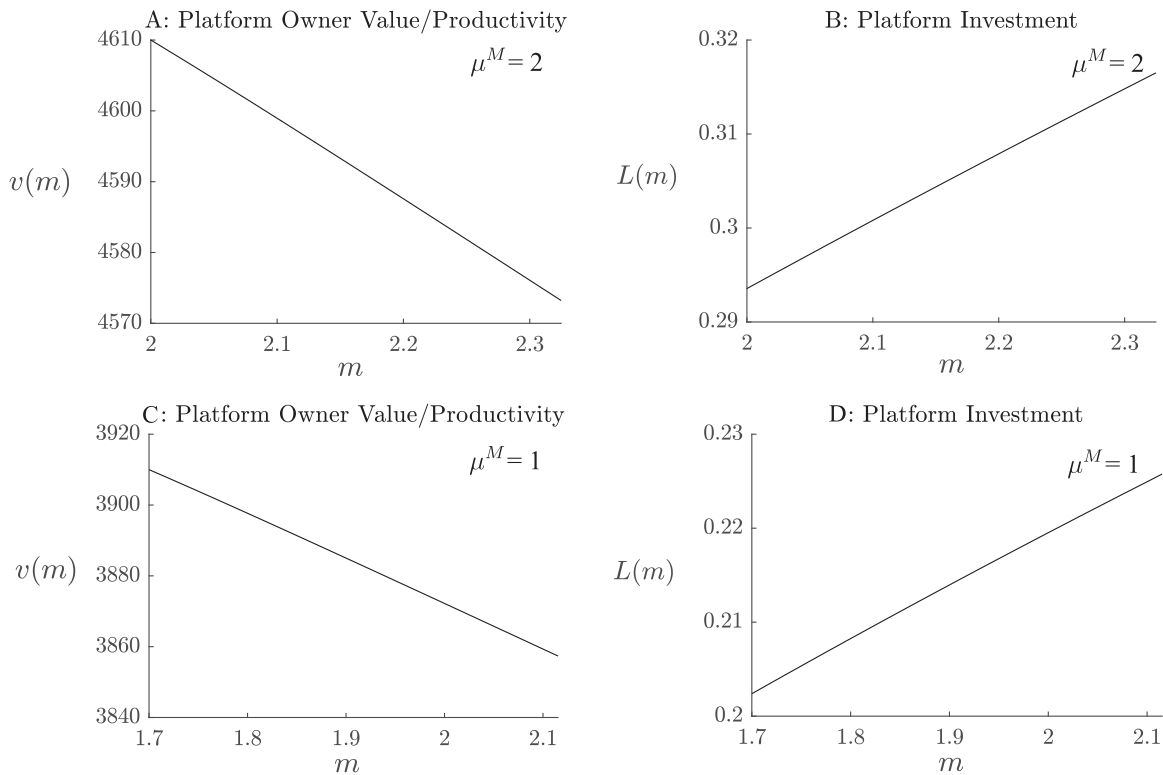 A: Platform Owner Value/Productivity
μ^M = 2
v(m)
4610
4600
4590
4580
4570
2
2.1
2.2
2.3
m
B: Platform Investment
μ^M = 2
L(m)
0.32
0.31
0.3
0.29
2
2.1
2.2
2.3
m
C: Platform Owner Value/Productivity
μ^M = 1
v(m)
3920
3900
3880
3860
3840
1.7
1.8
1.9
2
2.1
m
D: Platform Investment
μ^M = 1
L(m)
0.23
0.22
0.21
0.2
1.7
1.8
1.9
2
2.1
m